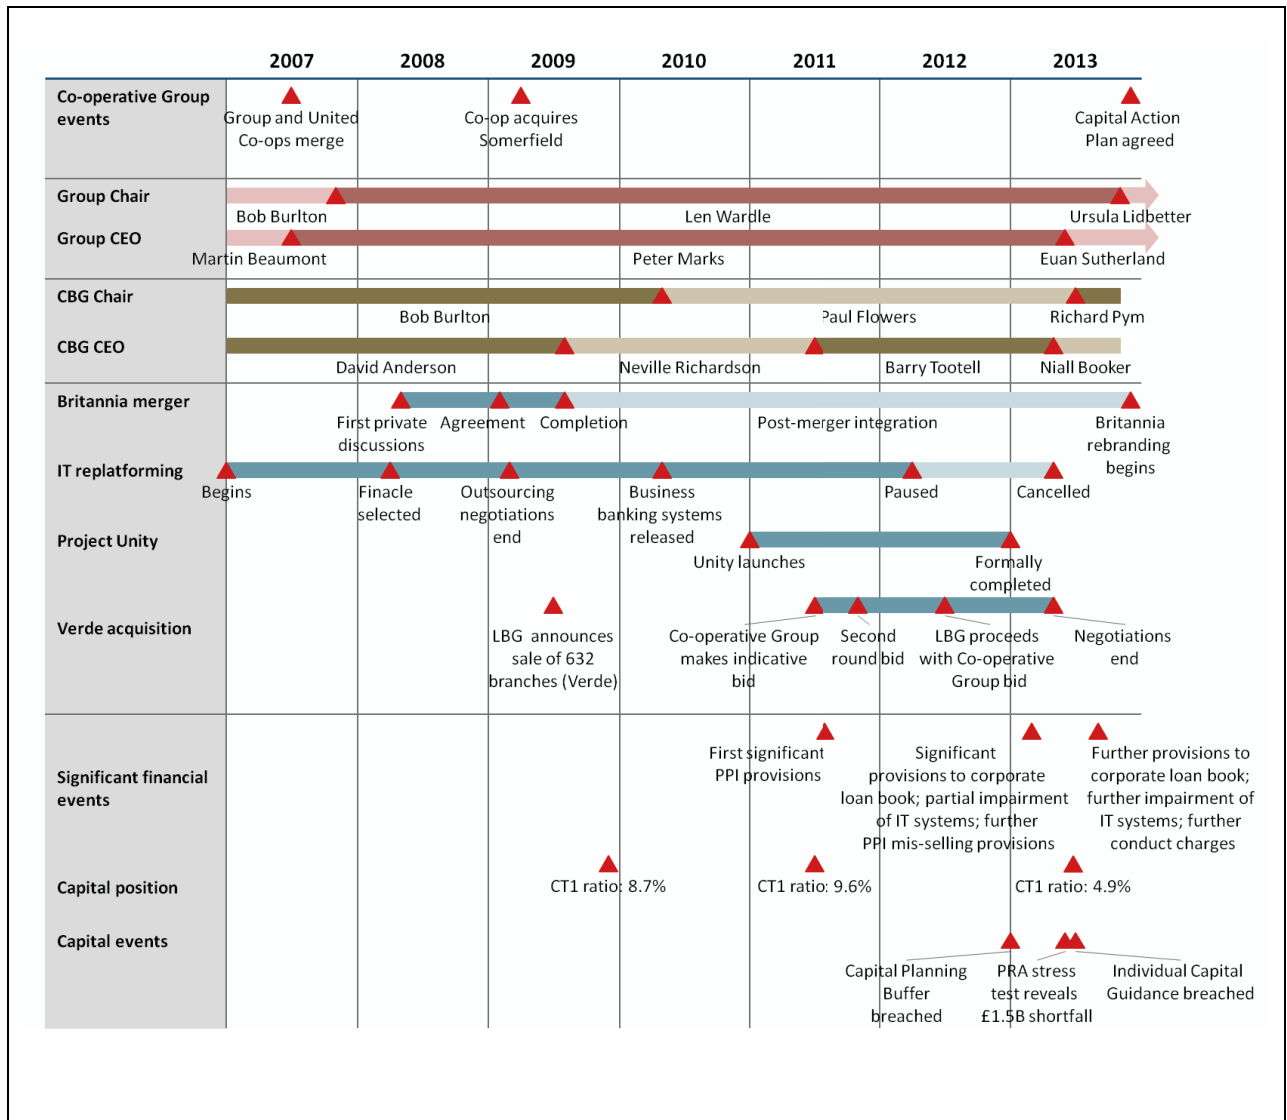 2007 2008 2009 2010 2011 2012 2013
Co-operative Group
events
Group and United
Co-ops merge
Co-op acquires
Somerfield
Capital Action
Plan agreed
Group Chair
Bob Burlton
Len Wardle
Ursula Lidbetter
Group CEO
Martin Beaumont
Peter Marks
Euan Sutherland
CBG Chair
Bob Burlton
Paul Flowers
Richard Pym
CBG CEO
David Anderson
Neville Richardson
Barry Tootell
Niall Booker
Britannia merger
First private
discussions
Agreement
Completion
Post-merger integration
Britannia
rebranding
begins
IT replatforming
Begins
Finacle
selected
Outsourcing
negotiations
end
Business
banking systems
released
Paused
Cancelled
Project Unity
Unity launches
Formally
completed
Verde acquisition
LBG announces
sale of 632
branches (Verde)
Co-operative Group
makes indicative
bid
Second
round bid
LBG proceeds
with Co-operative
Group bid
Negotiations
end
Significant financial
events
First significant
PPI provisions
Significant
provisions to corporate
loan book; partial impairment
of IT systems; further
PPI mis-selling provisions
Further provisions to
corporate loan book;
further impairment of
IT systems; further
conduct charges
Capital position
CT1 ratio: 8.7%
CT1 ratio: 9.6%
CT1 ratio: 4.9%
Capital events
Capital Planning
Buffer
breached
PRA stress
test reveals
£1.5B shortfall
Individual Capital
Guidance breached